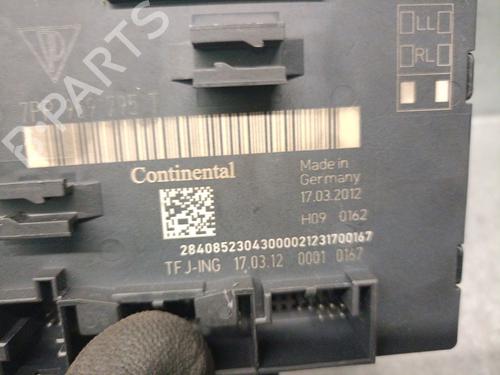 LL
RL
Continental
Made in
Germany
17.03.2012
H09 0162
28408523043000021231700167
TFJ-ING 17.03.12 0001 0167
B-PARTS